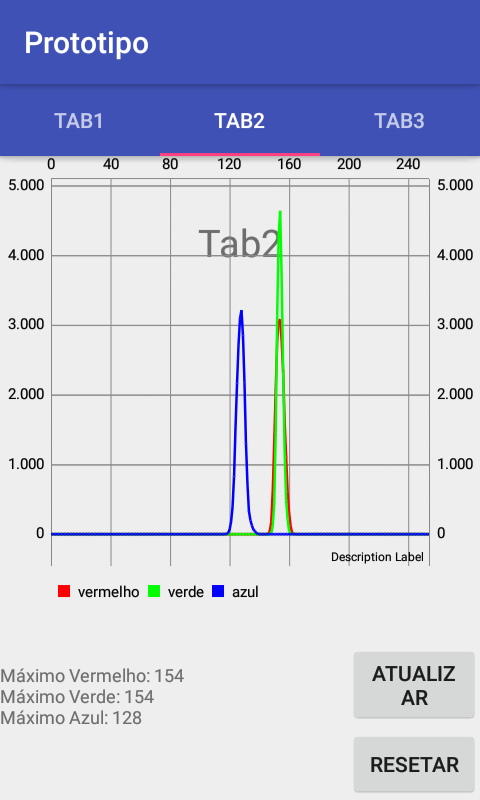 Prototipo
TAB1 TAB2 TAB3
0 40 80 120 160 200 240
5.000 5.000
Tab2
4.000 4.000
3.000 3.000
2.000 2.000
1.000 1.000
0 0
Description Label
vermelho verde azul
Máximo Vermelho: 154
Máximo Verde: 154
Máximo Azul: 128
ATUALIZ
AR
RESETAR